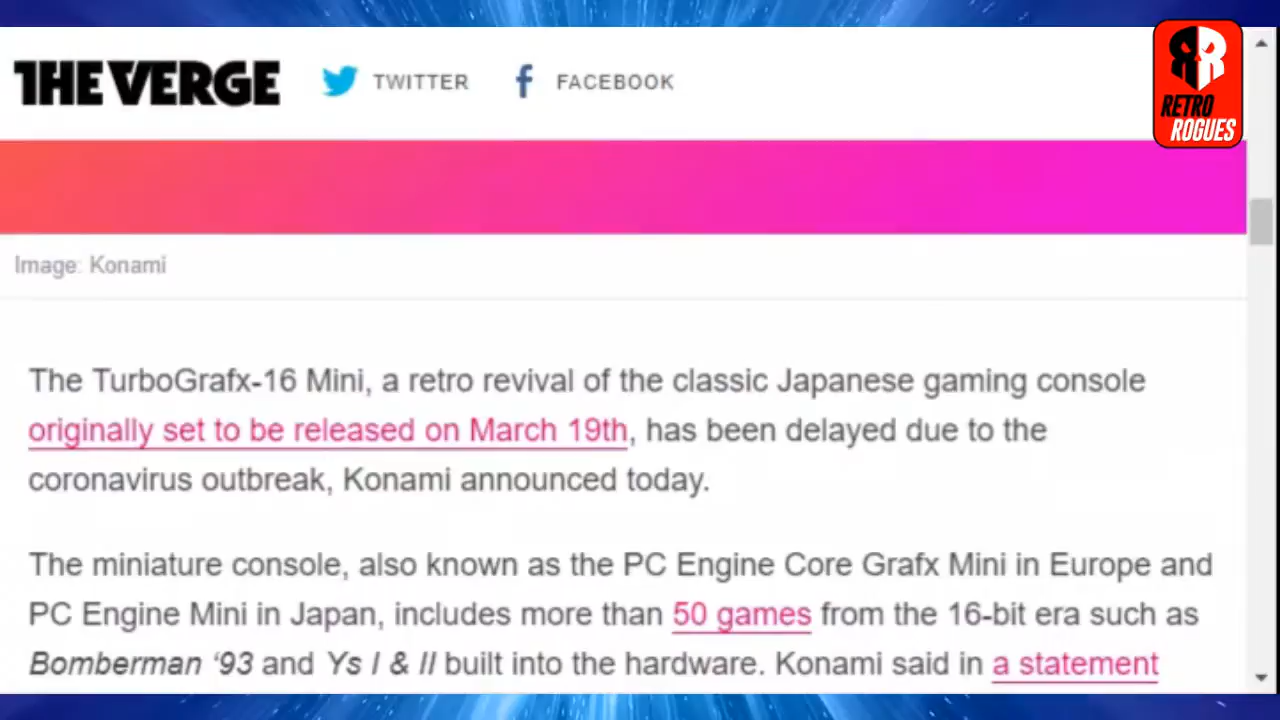 THE VERGE TWITTER FACEBOOK
RETRO
ROGUES
Image: Konami
The TurboGrafx-16 Mini, a retro revival of the classic Japanese gaming console
originally set to be released on March 19th, has been delayed due to the
coronavirus outbreak, Konami announced today.
The miniature console, also known as the PC Engine Core Grafx Mini in Europe and
PC Engine Mini in Japan, includes more than 50 games from the 16-bit era such as
Bomberman ‘93 and Ys I & II built into the hardware. Konami said in a statement